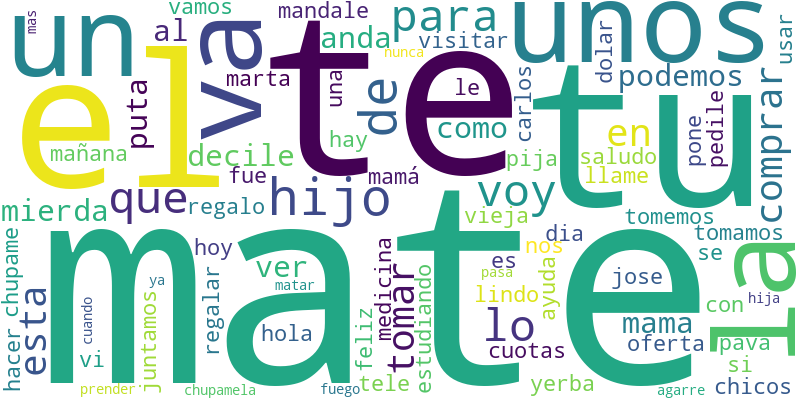 mas
vamos
mandale
para
unos
un
al
va
anda
visitar
nunca
dolar
usar
el
te
marta
una
le
carlos
podemos
puta
de
tu
comprar
mañana
decile
hay
como
en
pone
pedile
que
fue
mamá
pija
saludo
llame
mierda
regalo
hijo
voy
vieja
tomemos
tomamos
mate
hoy
dia
nos
se
la
chupame
esta
ver
medicina
es
ayuda
jose
con
hija
regalar
ya
matar
tomar
pasa
lindo
cuando
hola
feliz
estudiando
lo
mama
hacer
vi
juntamos
cuotas
oferta
pava
si
prender
chupamela
fuego
tele
yerba
agarre
chicos